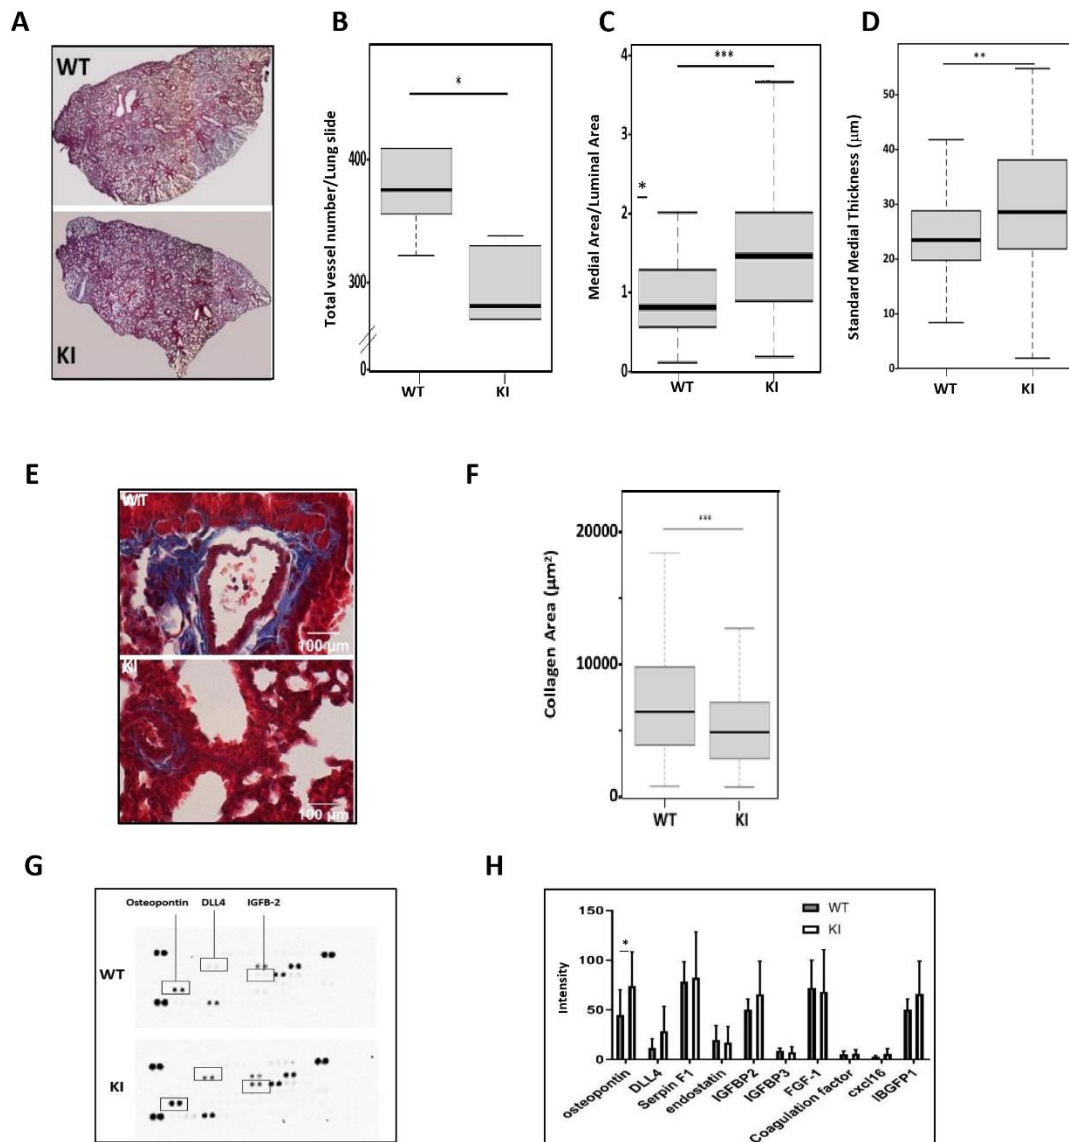 A
WT
KI
B
Total vessel number/Lung slide
400
300
0
*
WT
KI
C
Medial Area/Luminal Area
4
3
2
1
0
***
*
WT
KI
D
Standard Medial Thickness (µm)
50
40
30
20
10
0
**
WT
KI
E
WT
100 µm
KI
100 µm
F
Collagen Area (µm²)
20000
10000
0
***
WT
KI
G
Osteopontin DLL4 IGFB-2
WT
KI
H
Intensity
150
100
50
0
*
WT
KI
osteopontin
DLL4
Serpin F1
endostatin
IGFBP2
IGFBP3
FGF-1
Coagulation factor
cxcl16
IBGFP1